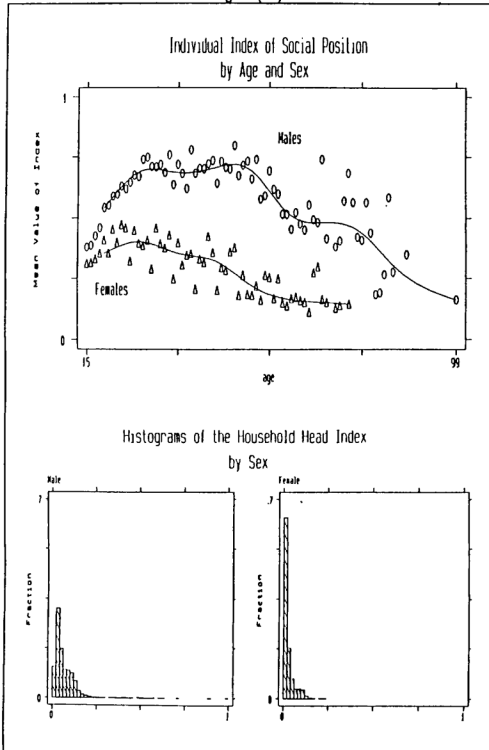 Individual Index of Social Position
by Age and Sex
1
Mean Value of Index
Males
Females
0
15
99
age
Histograms of the Household Head Index
by Sex
Male
Female
.7
.7
Fraction
Fraction
0
0
0
1
0
1